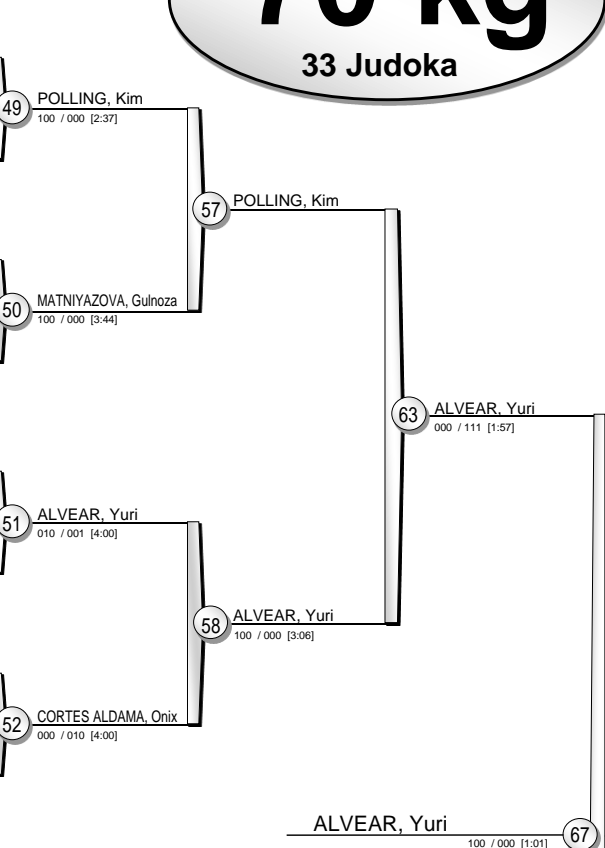 70 kg
33 Judoka
49 POLLING, Kim
100 / 000 [2:37]
57 POLLING, Kim
50 MATNIYAZOVA, Gulnoza
100 / 000 [3:44]
63 ALVEAR, Yuri
000 / 111 [1:57]
51 ALVEAR, Yuri
010 / 001 [4:00]
58 ALVEAR, Yuri
100 / 000 [3:06]
52 CORTES ALDAMA, Onix
000 / 010 [4:00]
ALVEAR, Yuri 67
100 / 000 [1:01]